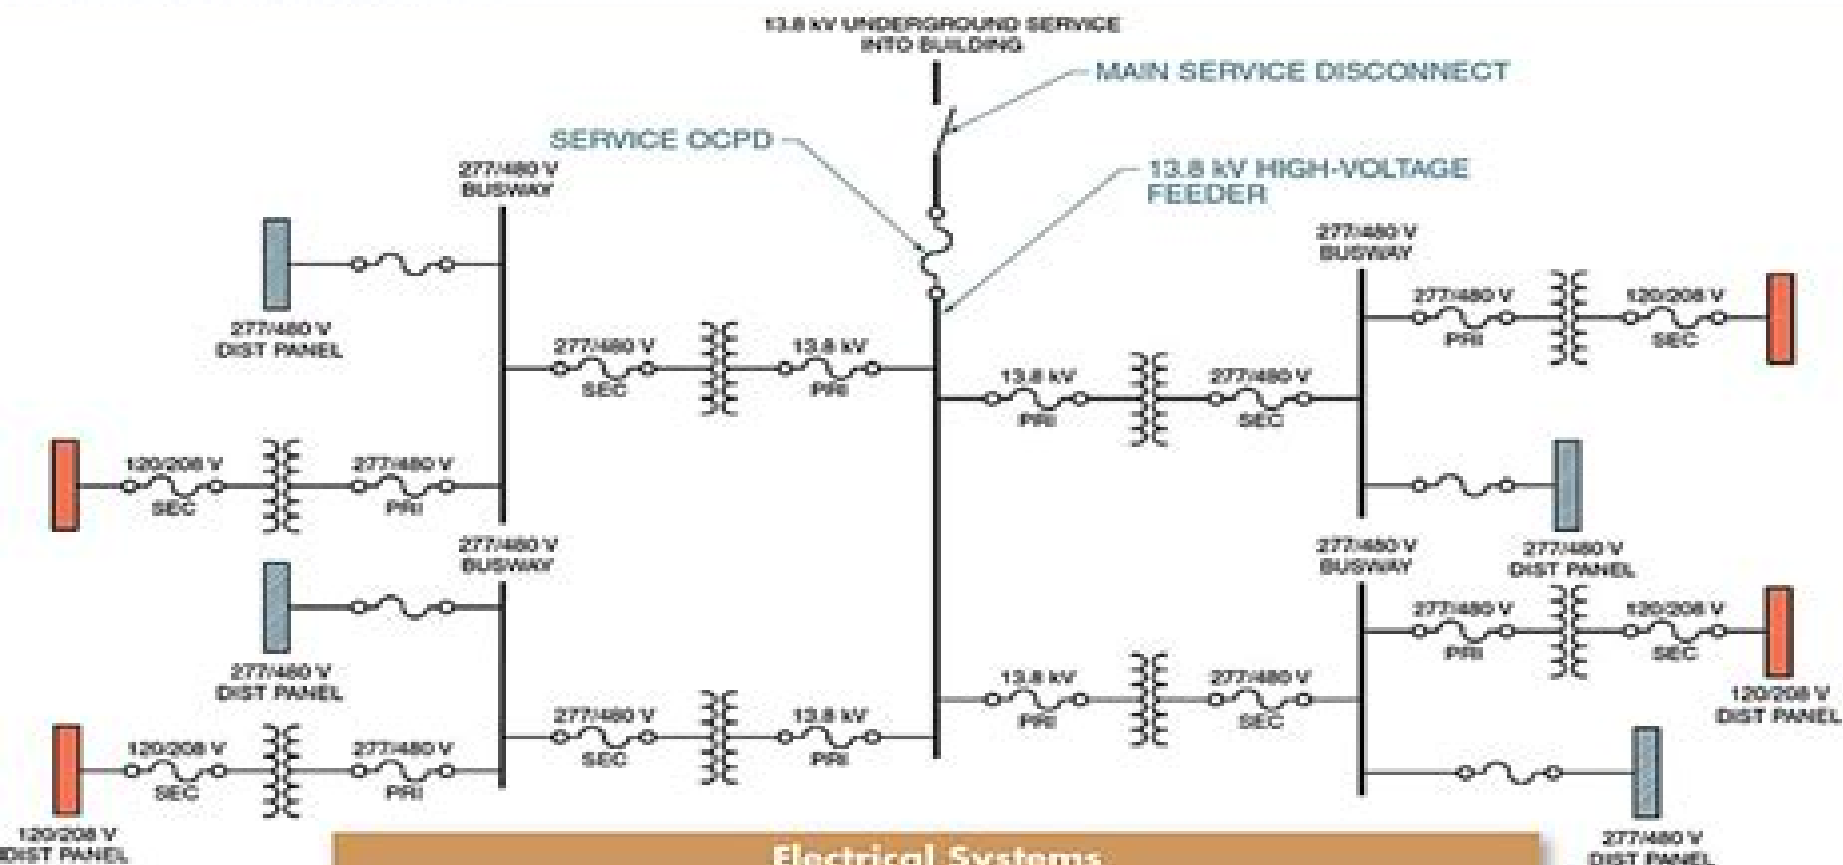 13.8 kV UNDERGROUND SERVICE
INTO BUILDING
MAIN SERVICE DISCONNECT
SERVICE OCPD
13.8 kV HIGH-VOLTAGE
FEEDER
277/480 V
BUSWAY
277/480 V
DIST PANEL
277/480 V
SEC
13.8 kV
PRI
120/208 V
SEC
277/480 V
PRI
277/480 V
BUSWAY
277/480 V
DIST PANEL
277/480 V
SEC
13.8 kV
PRI
120/208 V
SEC
277/480 V
PRI
120/208 V
DIST PANEL
277/480 V
BUSWAY
277/480 V
PRI
120/208 V
SEC
13.8 kV
PRI
277/480 V
SEC
277/480 V
DIST PANEL
277/480 V
BUSWAY
277/480 V
PRI
120/208 V
SEC
120/208 V
DIST PANEL
13.8 kV
PRI
277/480 V
SEC
277/480 V
DIST PANEL
Electrical Systems